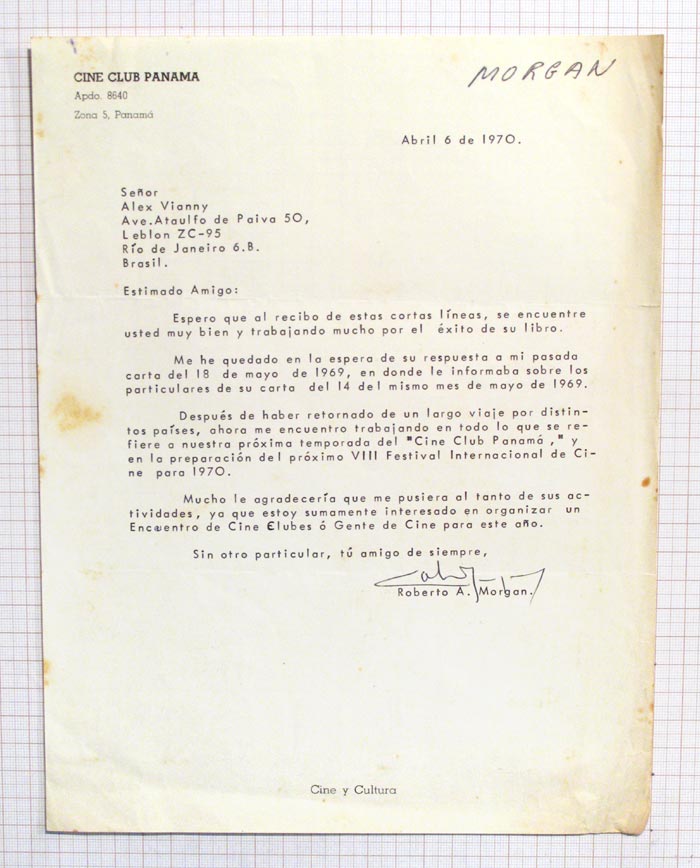 CINE CLUB PANAMA
Apdo. 8640
Zona 5, Panamá
MORGAN
Abril 6 de 1970.
Señor
Alex Vianny
Ave.Ataulfo de Paiva 50,
Leblon ZC-95
Río de Janeiro 6.B.
Brasil.
Estimado Amigo:
Espero que al recibo de estas cortas líneas, se encuentre
usted muy bien y trabajando mucho por el éxito de su libro.
Me he quedado en la espera de su respuesta a mi pasada
carta del 18 de mayo de 1969, en donde le informaba sobre los
particulares de su carta del 14 del mismo mes de mayo de 1969.
Después de haber retornado de un largo viaje por distin-
tos países, ahora me encuentro trabajando en todo lo que se re-
fiere a nuestra próxima temporada del "Cine Club Panamá," y
en la preparación del próximo VIII Festival Internacional de Ci-
ne para 1970.
Mucho le agradecería que me pusiera al tanto de sus ac-
tividades, ya que estoy sumamente interesado en organizar un
Encuentro de Cine Clubes ó Gente de Cine para este año.
Sin otro particular, tú amigo de siempre,
Roberto A. Morgan.
Cine y Cultura